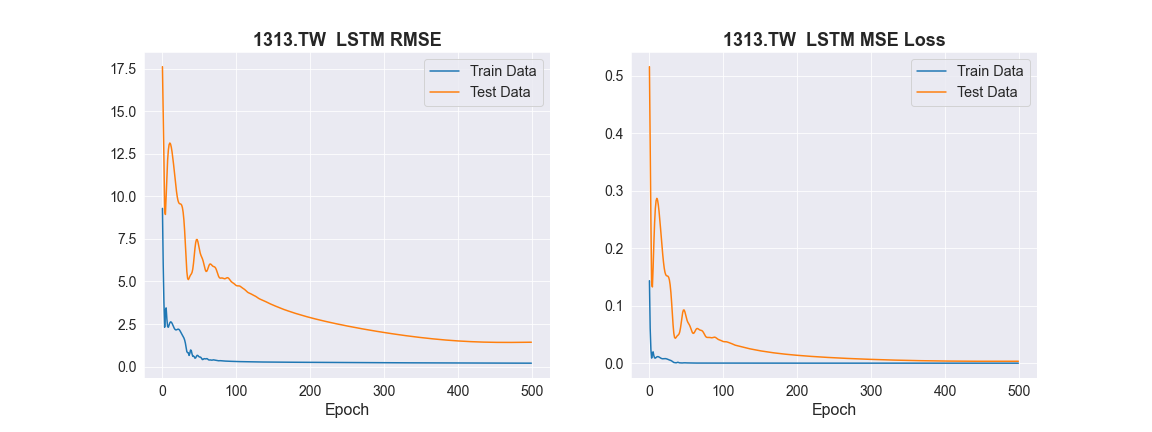 1313.TW  LSTM RMSE
Train Data
Test Data
17.5
15.0
12.5
10.0
7.5
5.0
2.5
0.0
0 100 200 300 400 500
Epoch
1313.TW  LSTM MSE Loss
Train Data
Test Data
0.5
0.4
0.3
0.2
0.1
0.0
0 100 200 300 400 500
Epoch